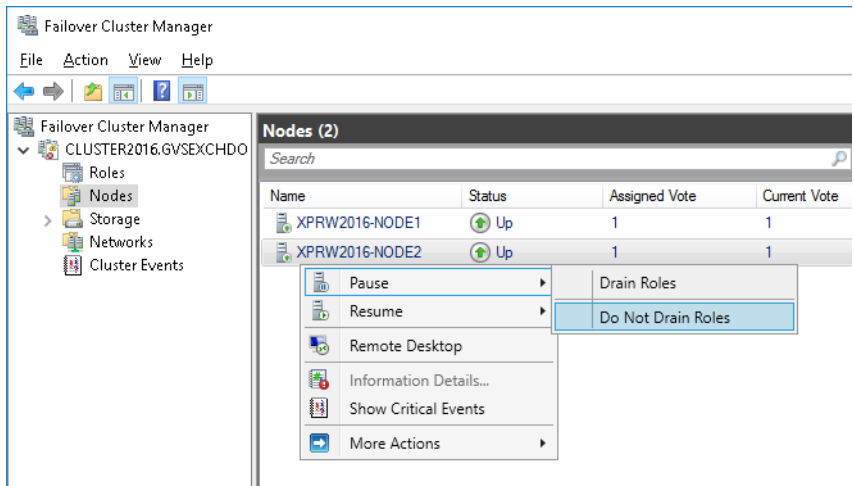 Failover Cluster Manager
File Action View Help
Failover Cluster Manager
CLUSTER2016.GVSEXCHDO
Roles
Nodes
Storage
Networks
Cluster Events
Nodes (2)
Search
Name Status Assigned Vote Current Vote
XPRW2016-NODE1 Up 1 1
XPRW2016-NODE2 Up 1 1
Pause
Resume
Remote Desktop
Information Details...
Show Critical Events
More Actions
Drain Roles
Do Not Drain Roles